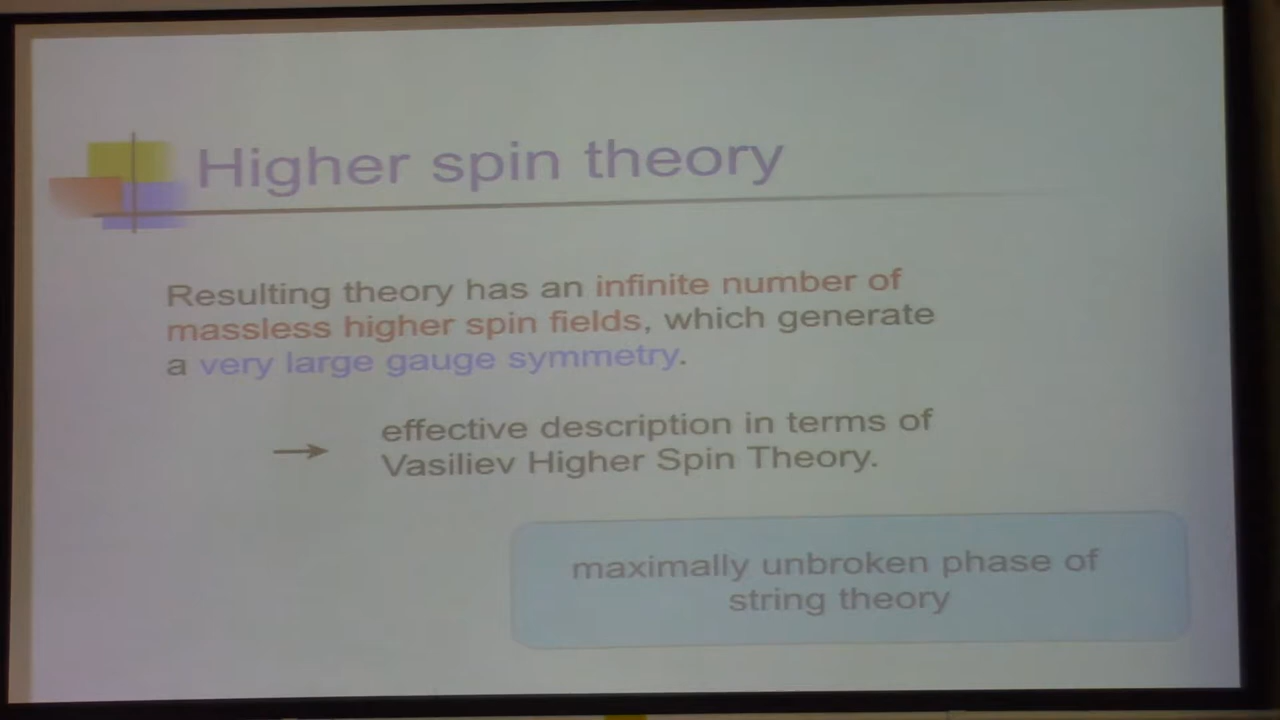 Higher spin theory
Resulting theory has an infinite number of
massless higher spin fields, which generate
a very large gauge symmetry.
effective description in terms of
Vasiliev Higher Spin Theory.
maximally unbroken phase of
string theory